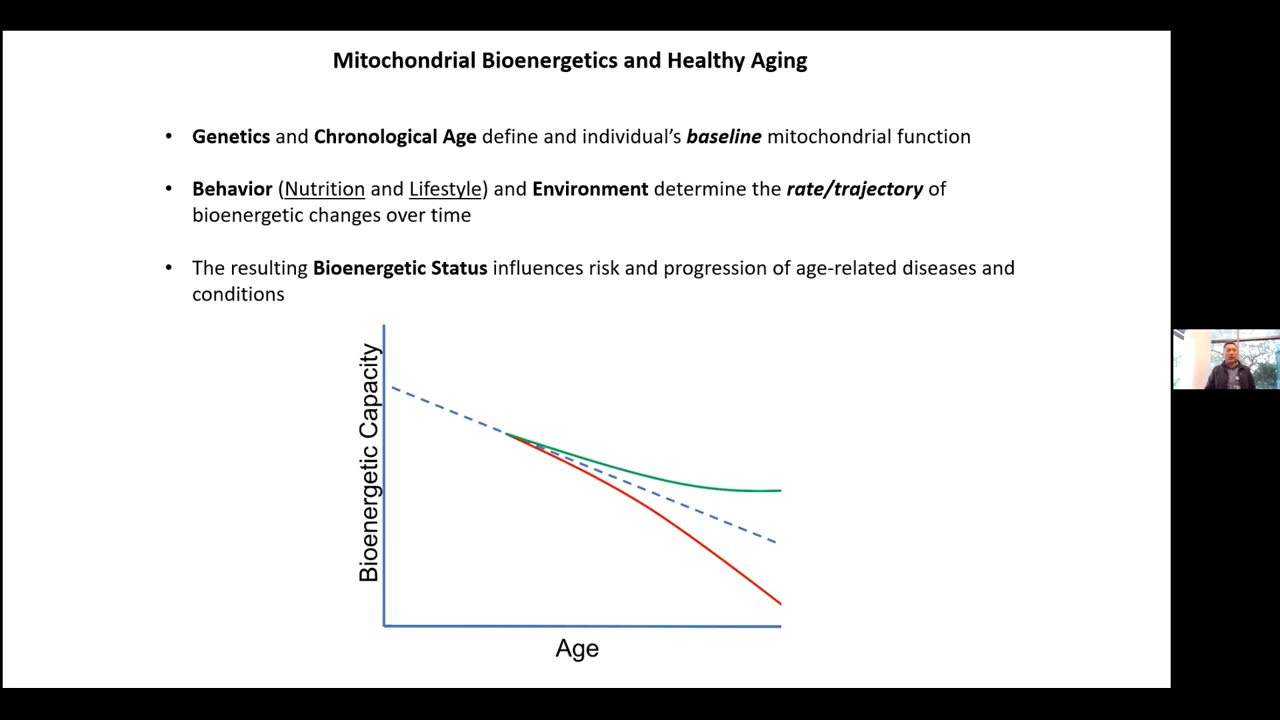 Mitochondrial Bioenergetics and Healthy Aging
• Genetics and Chronological Age define and individual's baseline mitochondrial function
• Behavior (Nutrition and Lifestyle) and Environment determine the rate/trajectory of
bioenergetic changes over time
• The resulting Bioenergetic Status influences risk and progression of age-related diseases and
conditions
Bioenergetic Capacity
Age